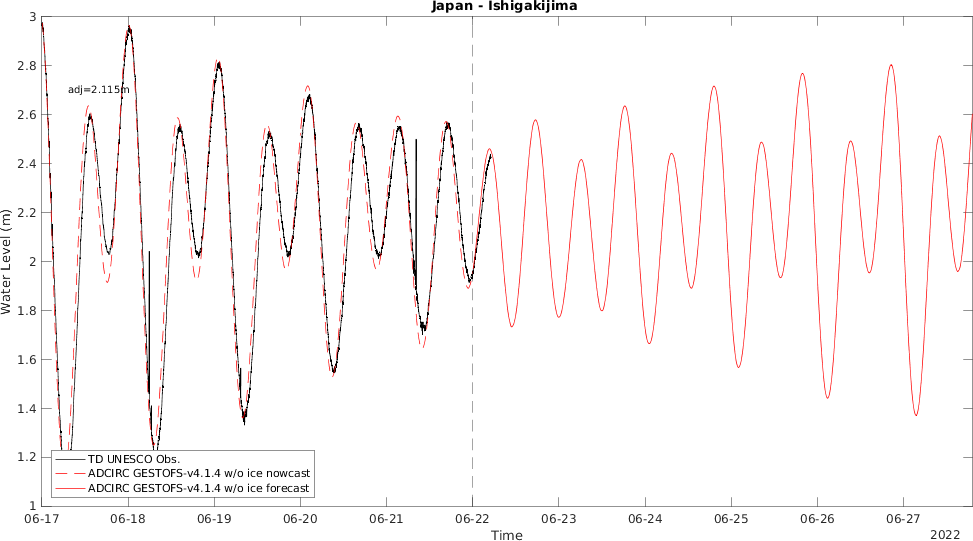 Japan - Ishigakijima
3
2.8
2.6
2.4
2.2
2
1.8
1.6
1.4
1.2
1
Water Level (m)
adj=2.115m
TD UNESCO Obs.
ADCIRC GESTOFS-v4.1.4 w/o ice nowcast
ADCIRC GESTOFS-v4.1.4 w/o ice forecast
06-17 06-18 06-19 06-20 06-21 06-22 06-23 06-24 06-25 06-26 06-27
Time
2022